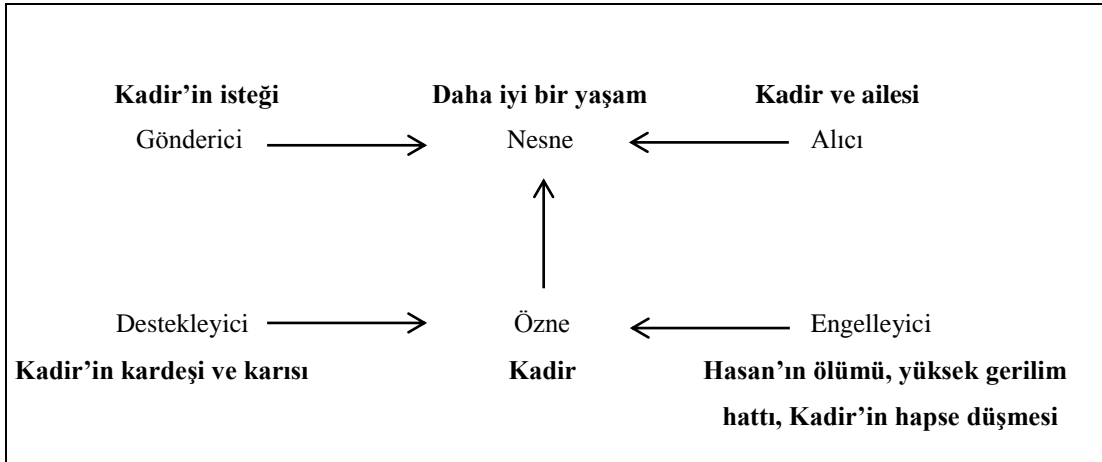 Kadir’in isteği Daha iyi bir yaşam Kadir ve ailesi
Gönderici Nesne Alıcı
Destekleyici Özne Engelleyici
Kadir’in kardeşi ve karısı Kadir Hasan’ın ölümü, yüksek gerilim
hattı, Kadir’in hapse düşmesi